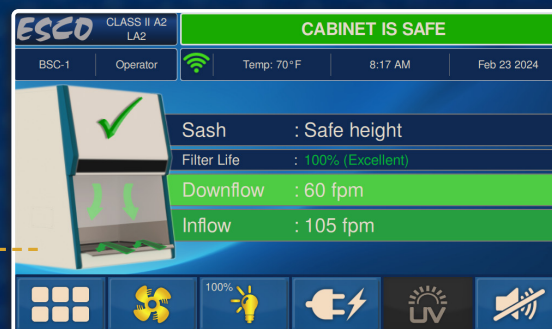 ESCO
CLASS II A2
LA2
CABINET IS SAFE
BSC-1 Operator Temp: 70°F 8:17 AM Feb 23 2024
Sash : Safe height
Filter Life : 100% (Excellent)
Downflow : 60 fpm
Inflow : 105 fpm
100%
UV